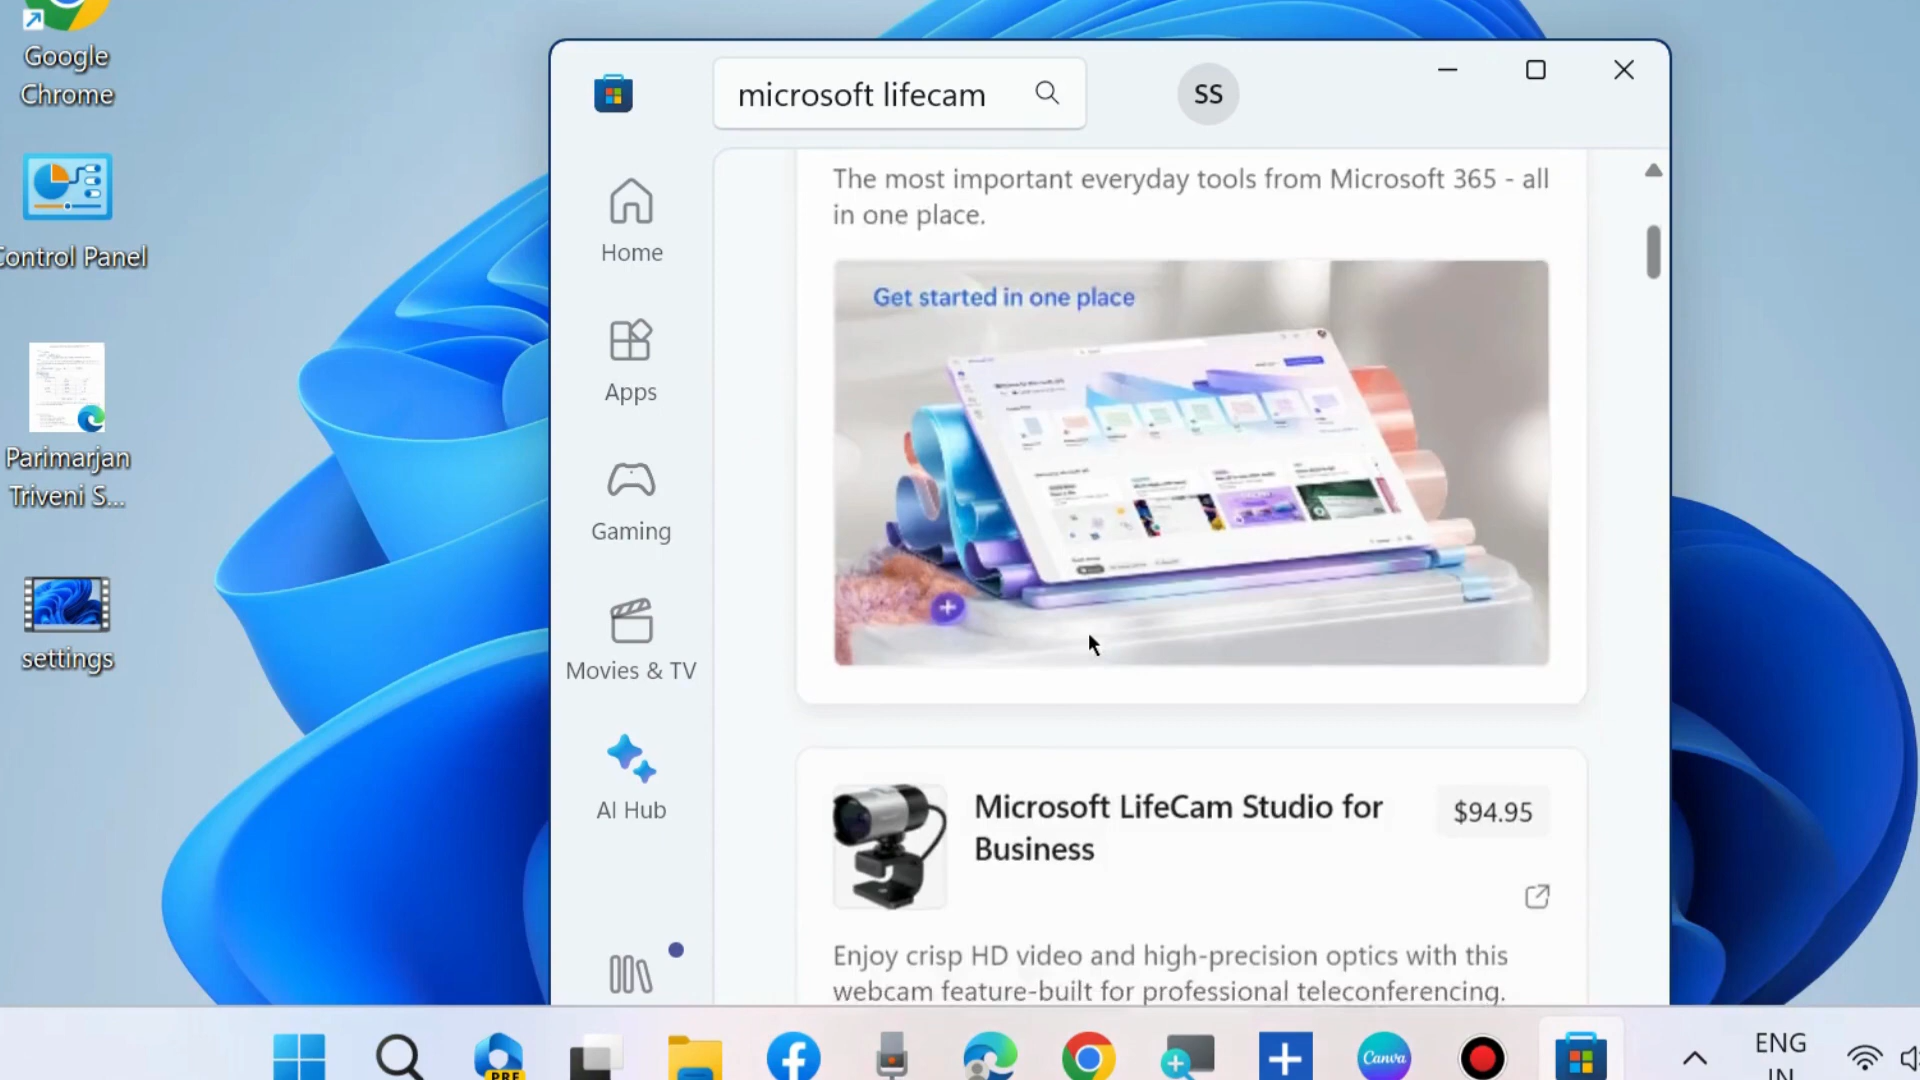 Google
Chrome
Control Panel
Parimarjan
Triveni S...
settings
microsoft lifecam
SS
Home
Apps
Gaming
Movies & TV
AI Hub
The most important everyday tools from Microsoft 365 - all
in one place.
Get started in one place
Microsoft LifeCam Studio for
Business
$94.95
Enjoy crisp HD video and high-precision optics with this
webcam feature-built for professional teleconferencing.
PRE
Canva
ENG
IN